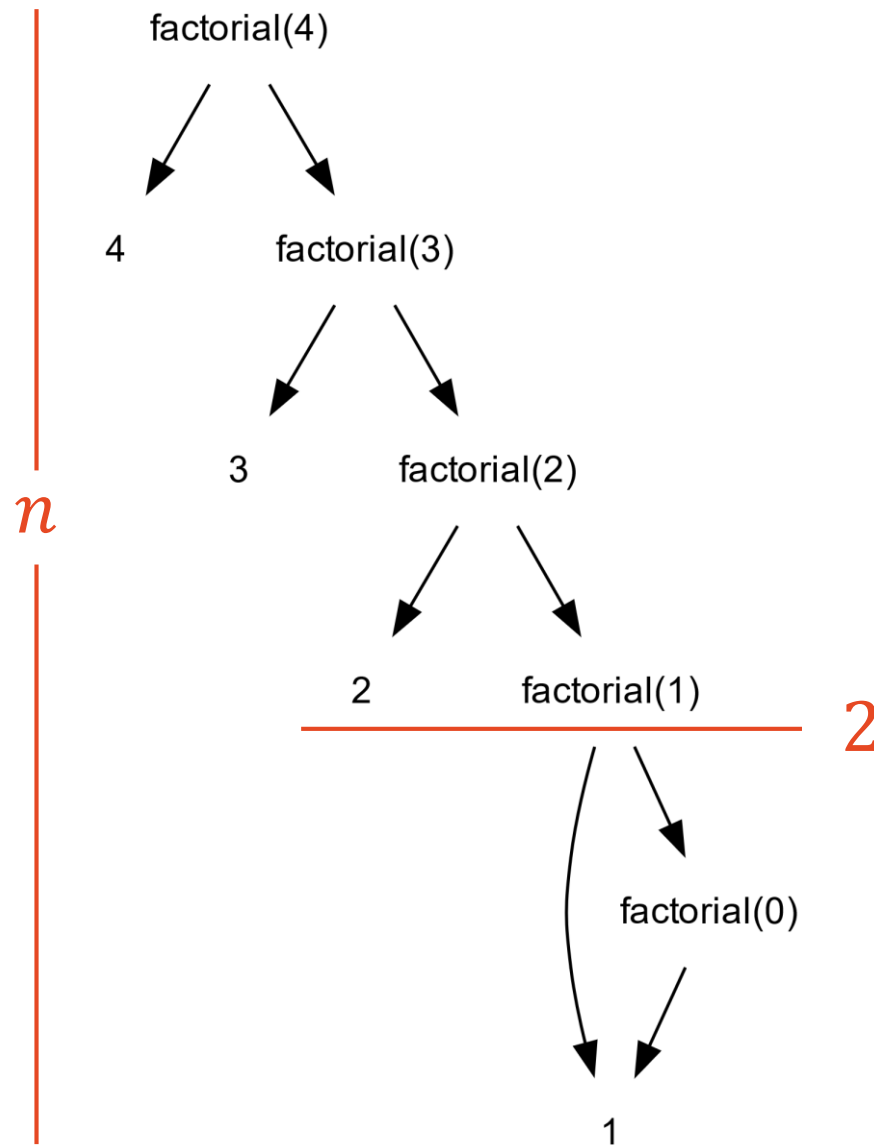 factorial(4)
4 factorial(3)
3 factorial(2)
n
2 factorial(1)
2
factorial(0)
1